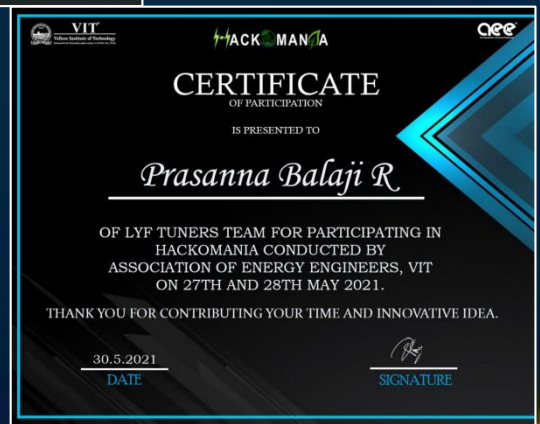 VIT
Vellore Institute of Technology
HACKOMANIA
aee
CERTIFICATE
OF PARTICIPATION
IS PRESENTED TO
Prasanna Balaji R
OF LYF TUNERS TEAM FOR PARTICIPATING IN
HACKOMANIA CONDUCTED BY
ASSOCIATION OF ENERGY ENGINEERS, VIT
ON 27TH AND 28TH MAY 2021.
THANK YOU FOR CONTRIBUTING YOUR TIME AND INNOVATIVE IDEA.
30.5.2021
DATE
SIGNATURE